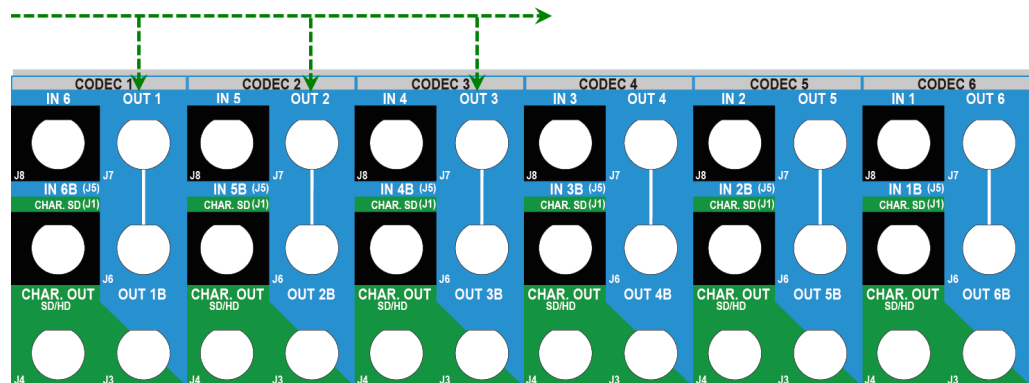 CODEC 1 CODEC 2 CODEC 3 CODEC 4 CODEC 5 CODEC 6
IN 6 OUT 1 IN 5 OUT 2 IN 4 OUT 3 IN 3 OUT 4 IN 2 OUT 5 IN 1 OUT 6
J8 J7 J8 J7 J8 J7 J8 J7 J8 J7 J8 J7
IN 6B (J5) IN 5B (J5) IN 4B (J5) IN 3B (J5) IN 2B (J5) IN 1B (J5)
CHAR. SD (J1) CHAR. SD (J1) CHAR. SD (J1) CHAR. SD (J1) CHAR. SD (J1) CHAR. SD (J1)
J6 J6 J6 J6 J6 J6
CHAR. OUT OUT 1B CHAR. OUT OUT 2B CHAR. OUT OUT 3B CHAR. OUT OUT 4B CHAR. OUT OUT 5B CHAR. OUT OUT 6B
SD/HD SD/HD SD/HD SD/HD SD/HD SD/HD
J4 J3 J4 J3 J4 J3 J4 J3 J4 J3 J4 J3